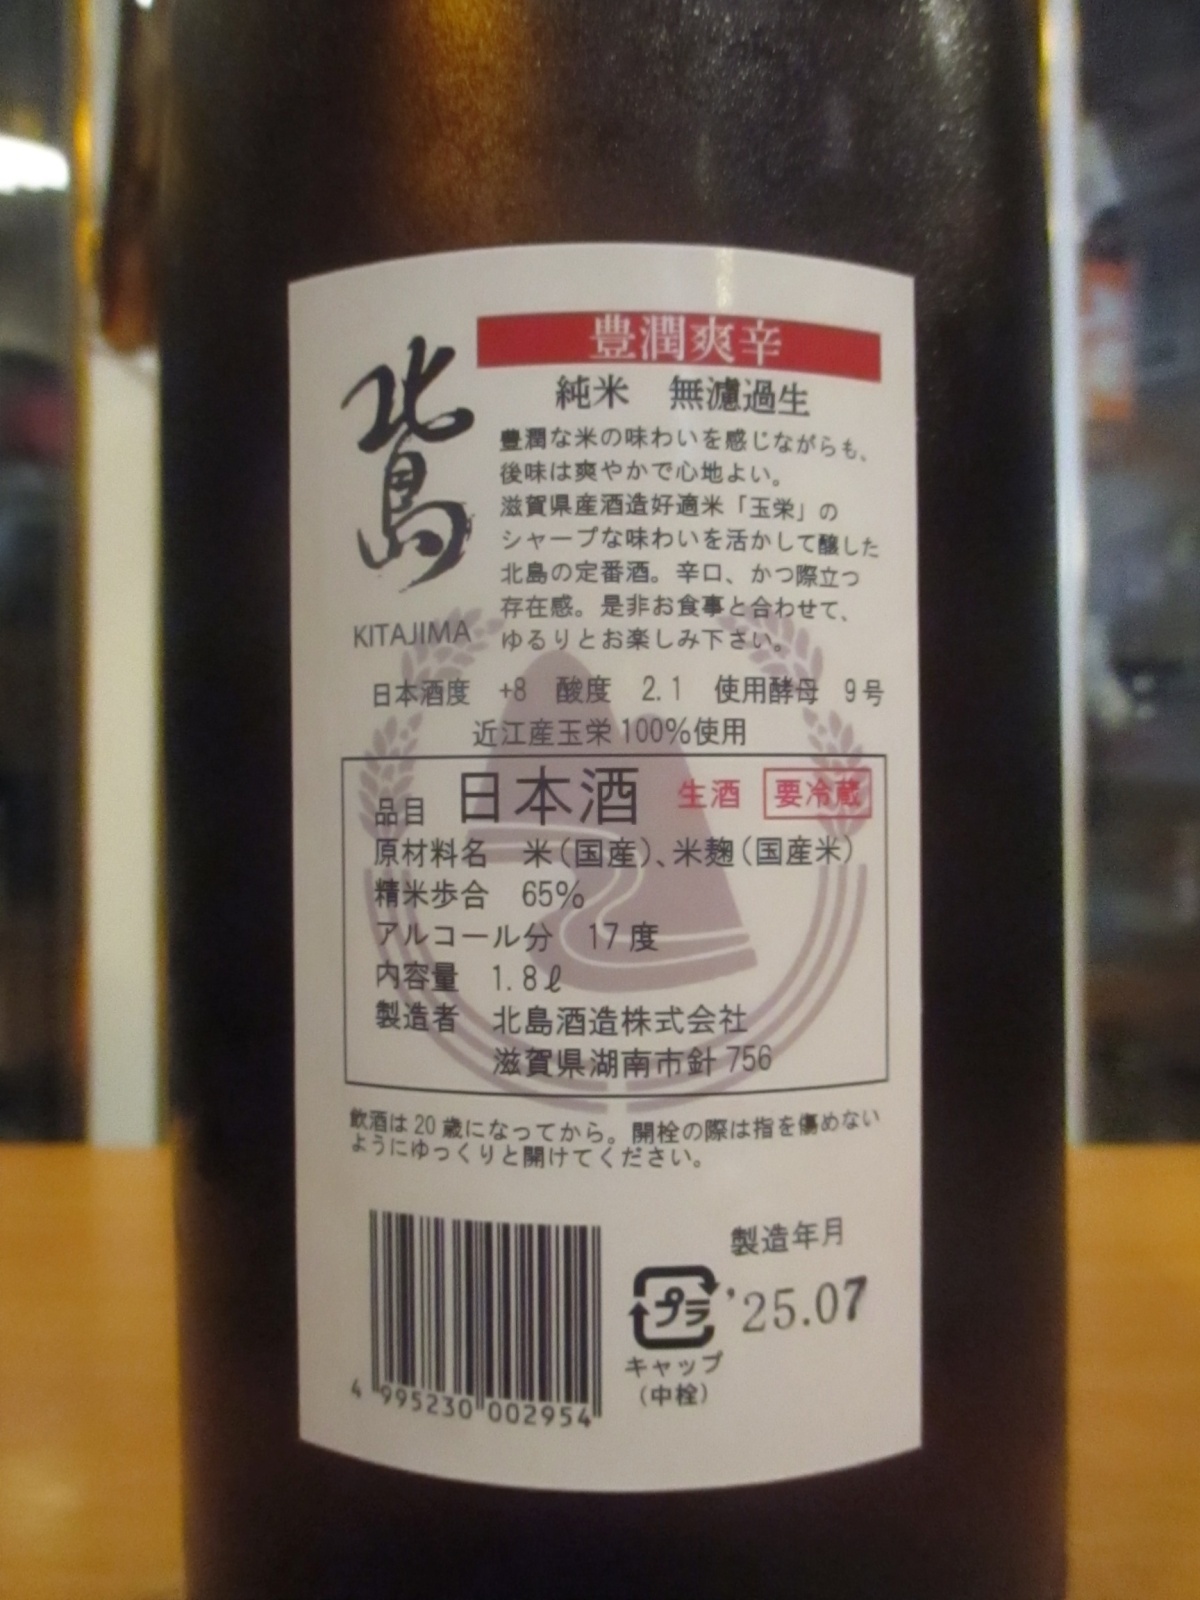 北島
KITAJIMA
豊潤爽辛
純米 無濾過生
豊潤な米の味わいを感じながらも、
後味は爽やかで心地よい。
滋賀県産酒造好適米「玉栄」の
シャープな味わいを活かして醸した
北島の定番酒。辛口、かつ際立つ
存在感。是非お食事と合わせて、
ゆるりとお楽しみ下さい。
日本酒度 +8 酸度 2.1 使用酵母 9号
近江産玉栄100%使用
品目 日本酒 生酒 要冷蔵
原材料名 米(国産)、米麹(国産米)
精米歩合 65%
アルコール分 17度
内容量 1.8ℓ
製造者 北島酒造株式会社
滋賀県湖南市針756
飲酒は20歳になってから。開栓の際は指を傷めない
ようにゆっくりと開けてください。
製造年月
'25.07
プラ
キャップ
(中栓)
4 995230 002954